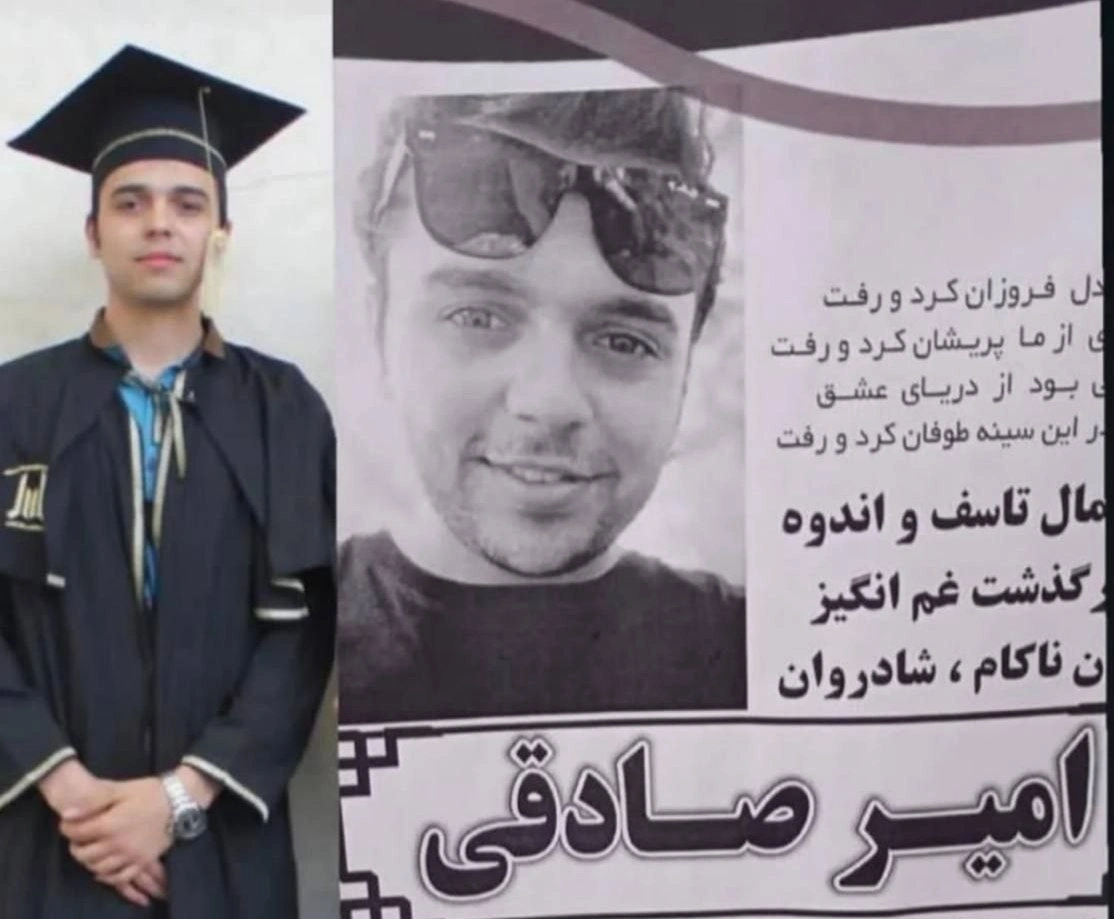 دل فروزان کرد و رفت
از ما پریشان کرد و رفت
بود از دریای عشق
این سینه طوفان کرد و رفت
تاسف و اندوه
غم انگیز
ناکام ، شادروان
امیر صادقی